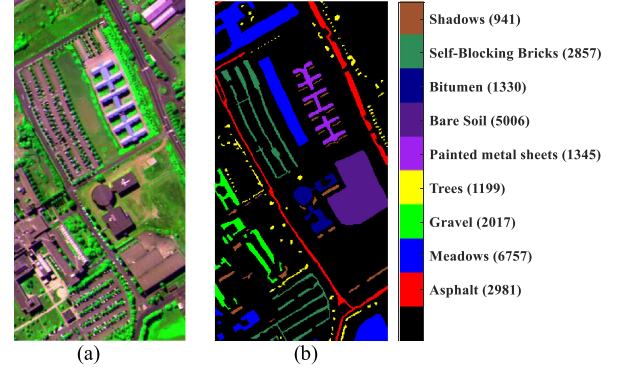 Shadows (941)
Self-Blocking Bricks (2857)
Bitumen (1330)
Bare Soil (5006)
Painted metal sheets (1345)
Trees (1199)
Gravel (2017)
Meadows (6757)
Asphalt (2981)
(a)
(b)